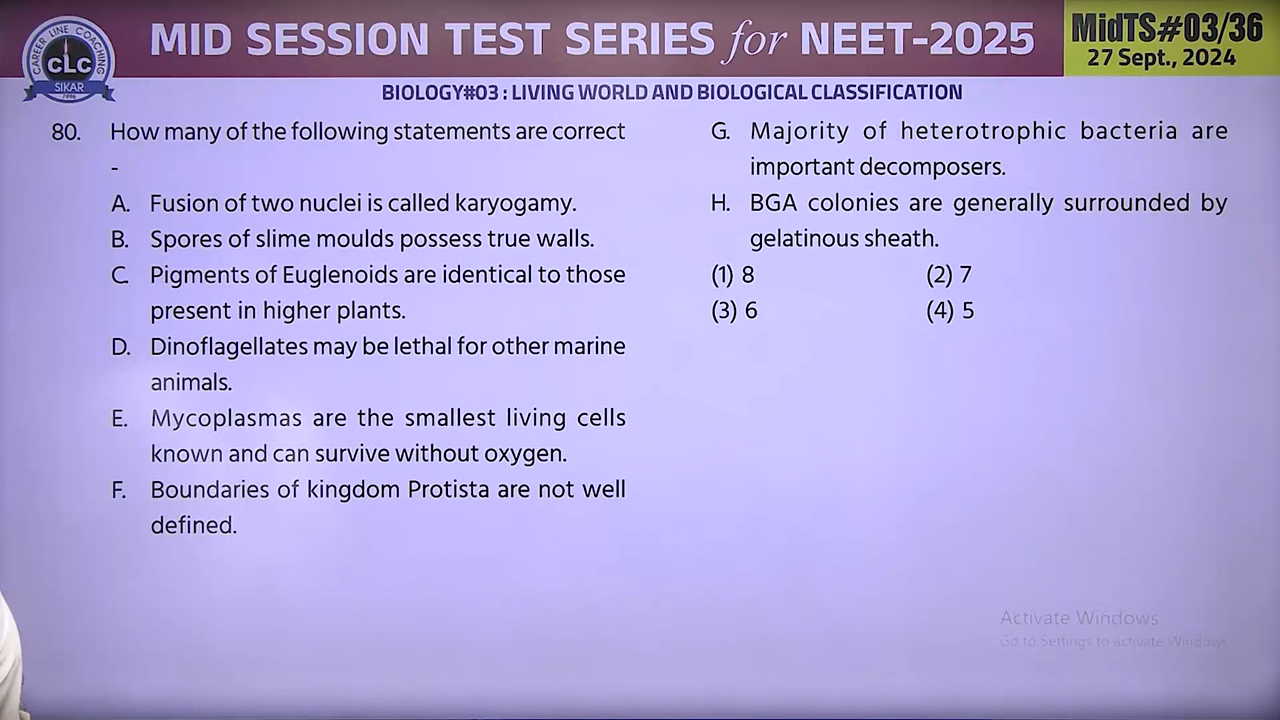 CAREER LINE COACHING
CLC
SIKAR
MID SESSION TEST SERIES for NEET-2025
MidTS#03/36
27 Sept., 2024
BIOLOGY#03 : LIVING WORLD AND BIOLOGICAL CLASSIFICATION
80. How many of the following statements are correct
-
A. Fusion of two nuclei is called karyogamy.
B. Spores of slime moulds possess true walls.
C. Pigments of Euglenoids are identical to those
present in higher plants.
D. Dinoflagellates may be lethal for other marine
animals.
E. Mycoplasmas are the smallest living cells
known and can survive without oxygen.
F. Boundaries of kingdom Protista are not well
defined.
G. Majority of heterotrophic bacteria are
important decomposers.
H. BGA colonies are generally surrounded by
gelatinous sheath.
(1) 8 (2) 7
(3) 6 (4) 5
Activate Windows
Go to Settings to activate Windows.